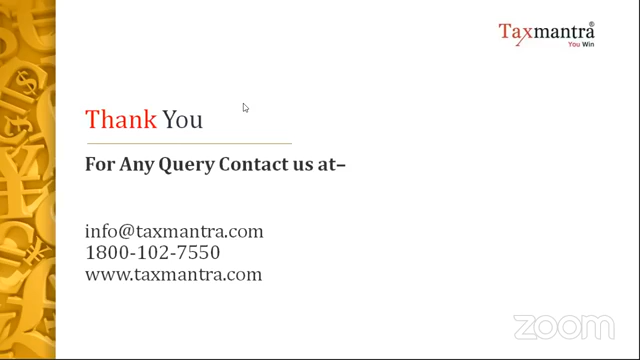 Taxmantra®
You Win
Thank You
For Any Query Contact us at–
info@taxmantra.com
1800-102-7550
www.taxmantra.com
zoom